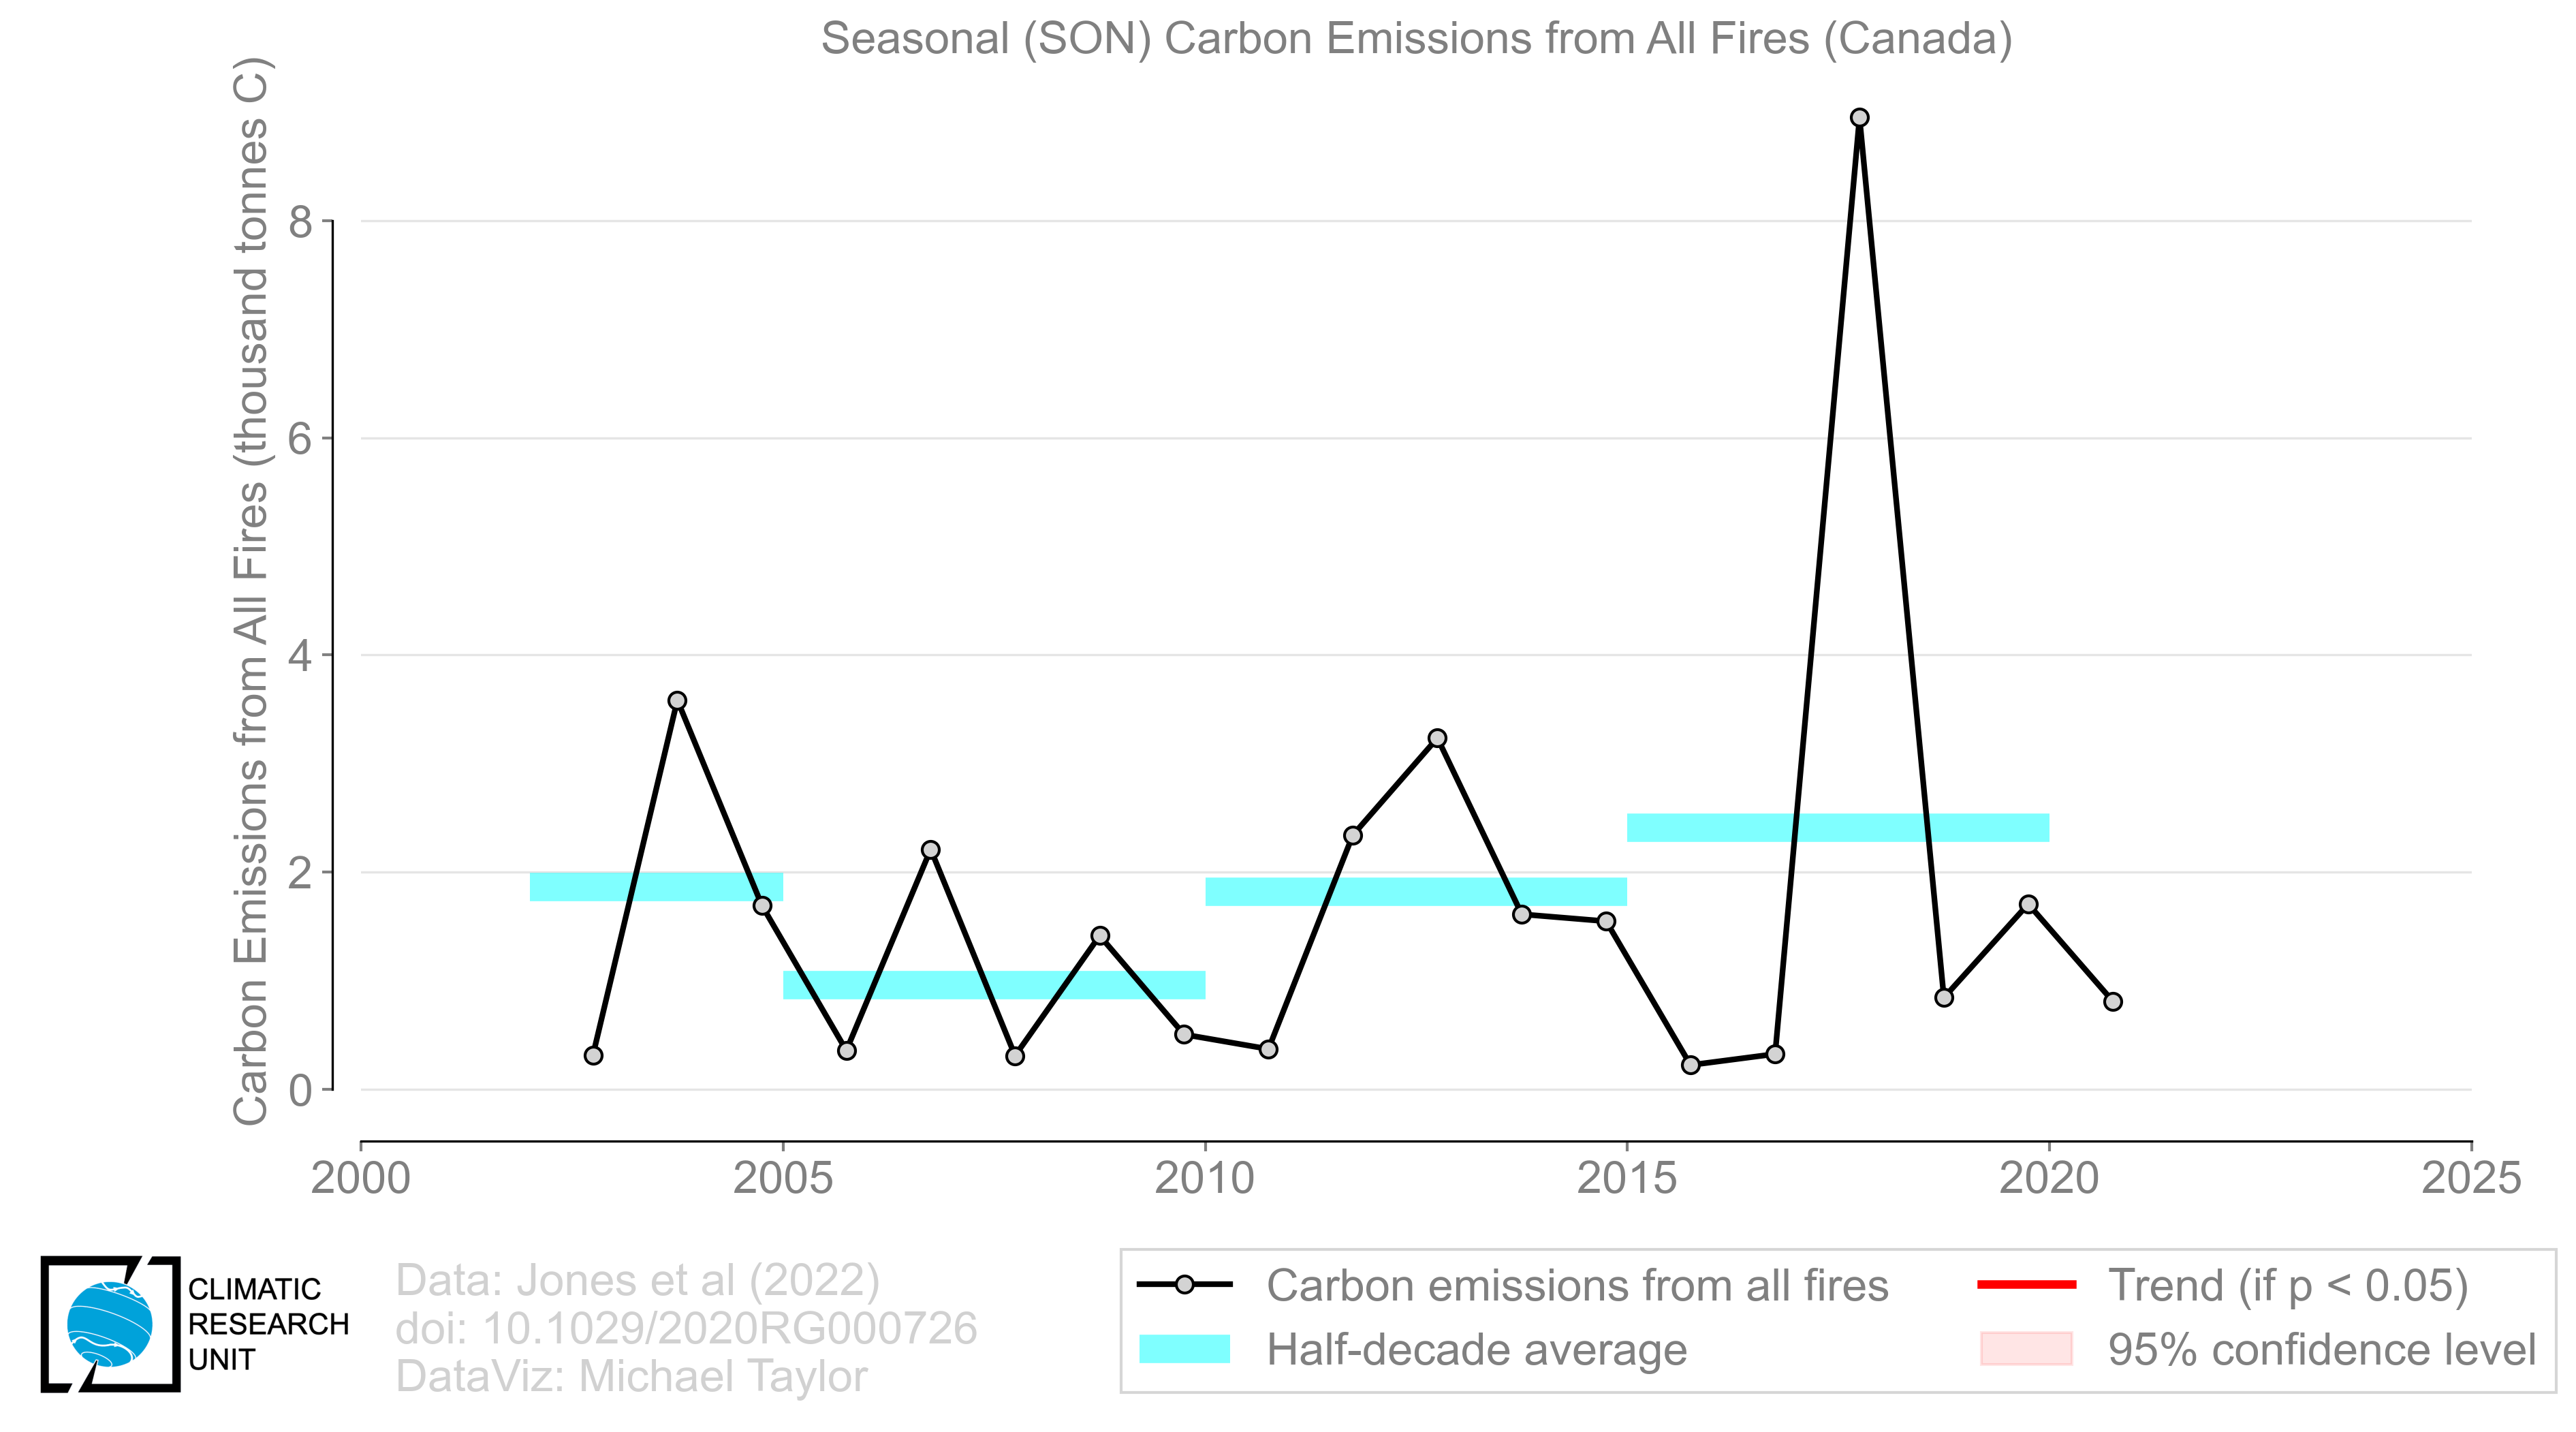 Seasonal (SON) Carbon Emissions from All Fires (Canada)
Carbon Emissions from All Fires (thousand tonnes C)
8
6
4
2
0
2000 2005 2010 2015 2020 2025
CLIMATIC
RESEARCH
UNIT
Data: Jones et al (2022)
doi: 10.1029/2020RG000726
DataViz: Michael Taylor
Carbon emissions from all fires
Half-decade average
Trend (if p < 0.05)
95% confidence level